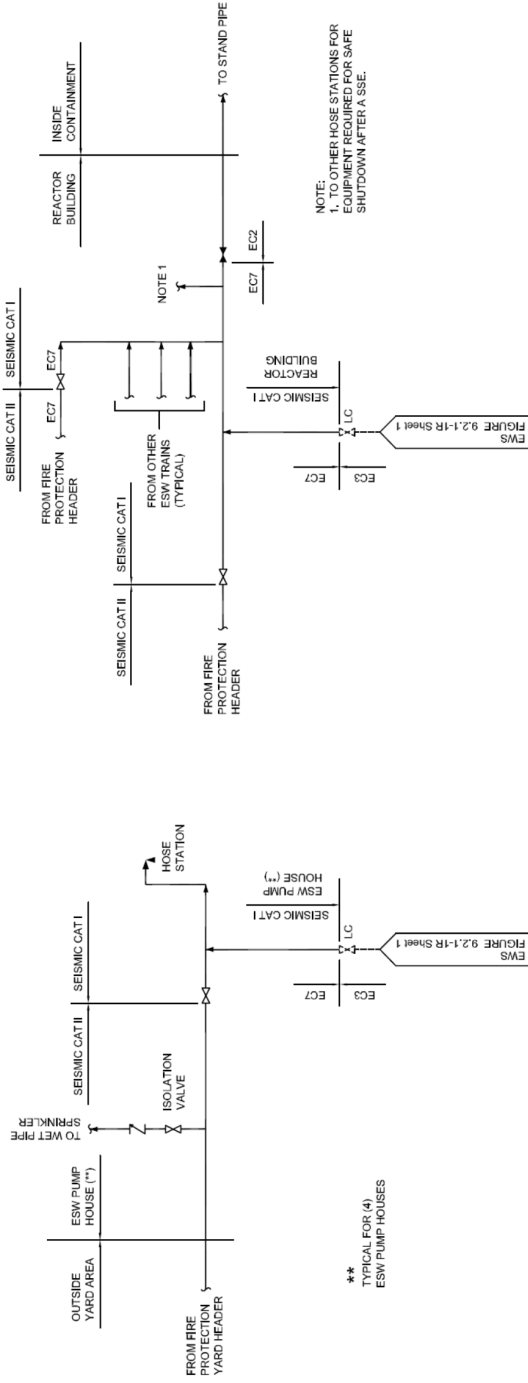 OUTSIDE
YARD AREA
ESW PUMP
HOUSE (**)
TO WET PIPE
SPRINKLER
ISOLATION
VALVE
SEISMIC CAT II
SEISMIC CAT I
HOSE
STATION
FROM FIRE
PROTECTION
YARD HEADER
SEISMIC CAT I
ESW PUMP
HOUSE (**)
LC
EC7
EC3
EWS
FIGURE 9.2.1-1R Sheet 1
**
TYPICAL FOR (4)
ESW PUMP HOUSES
SEISMIC CAT II
SEISMIC CAT I
EC7
EC7
FROM FIRE
PROTECTION
HEADER
SEISMIC CAT II
SEISMIC CAT I
FROM OTHER
ESW TRAINS
(TYPICAL)
FROM FIRE
PROTECTION
HEADER
NOTE 1
REACTOR
BUILDING
INSIDE
CONTAINMENT
TO STAND PIPE
EC7
EC2
SEISMIC CAT I
REACTOR
BUILDING
LC
EC7
EC3
EWS
FIGURE 9.2.1-1R Sheet 1
NOTE:
1. TO OTHER HOSE STATIONS FOR
EQUIPMENT REQUIRED FOR SAFE
SHUTDOWN AFTER A SSE.